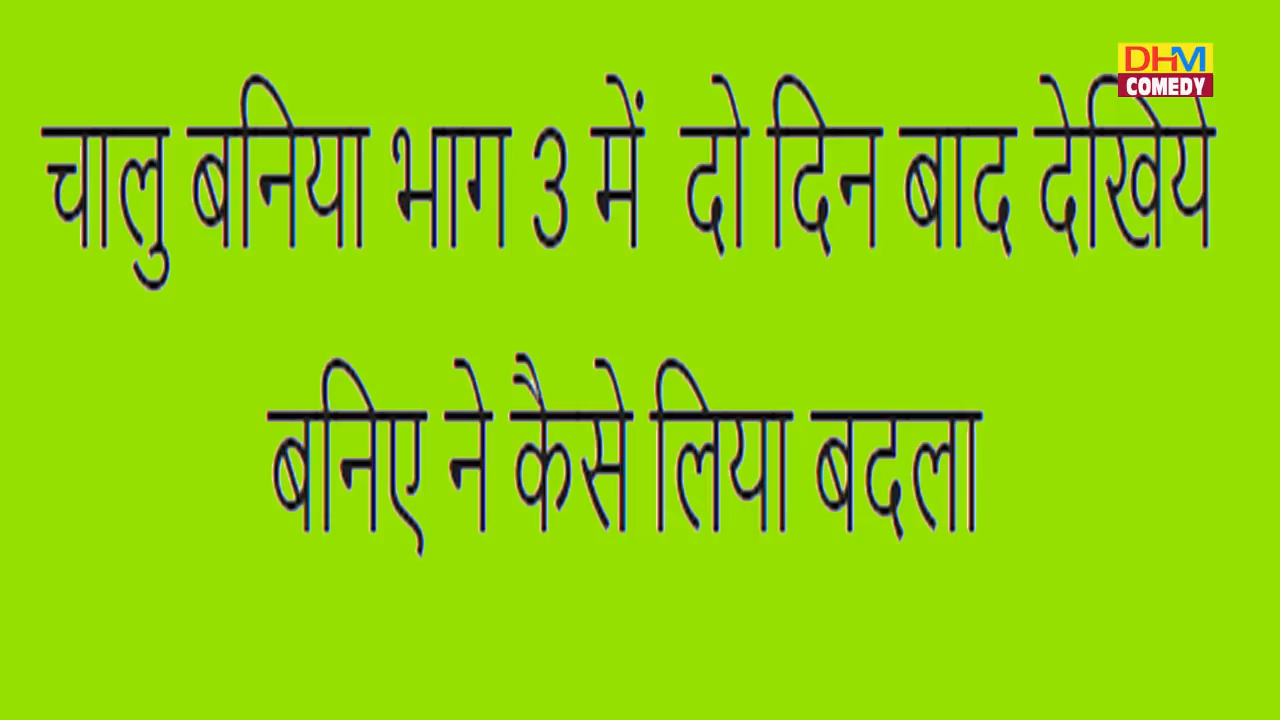 DHM
COMEDY
चालु बनिया भाग 3 में दो दिन बाद देखिये
बनिए ने कैसे लिया बदला